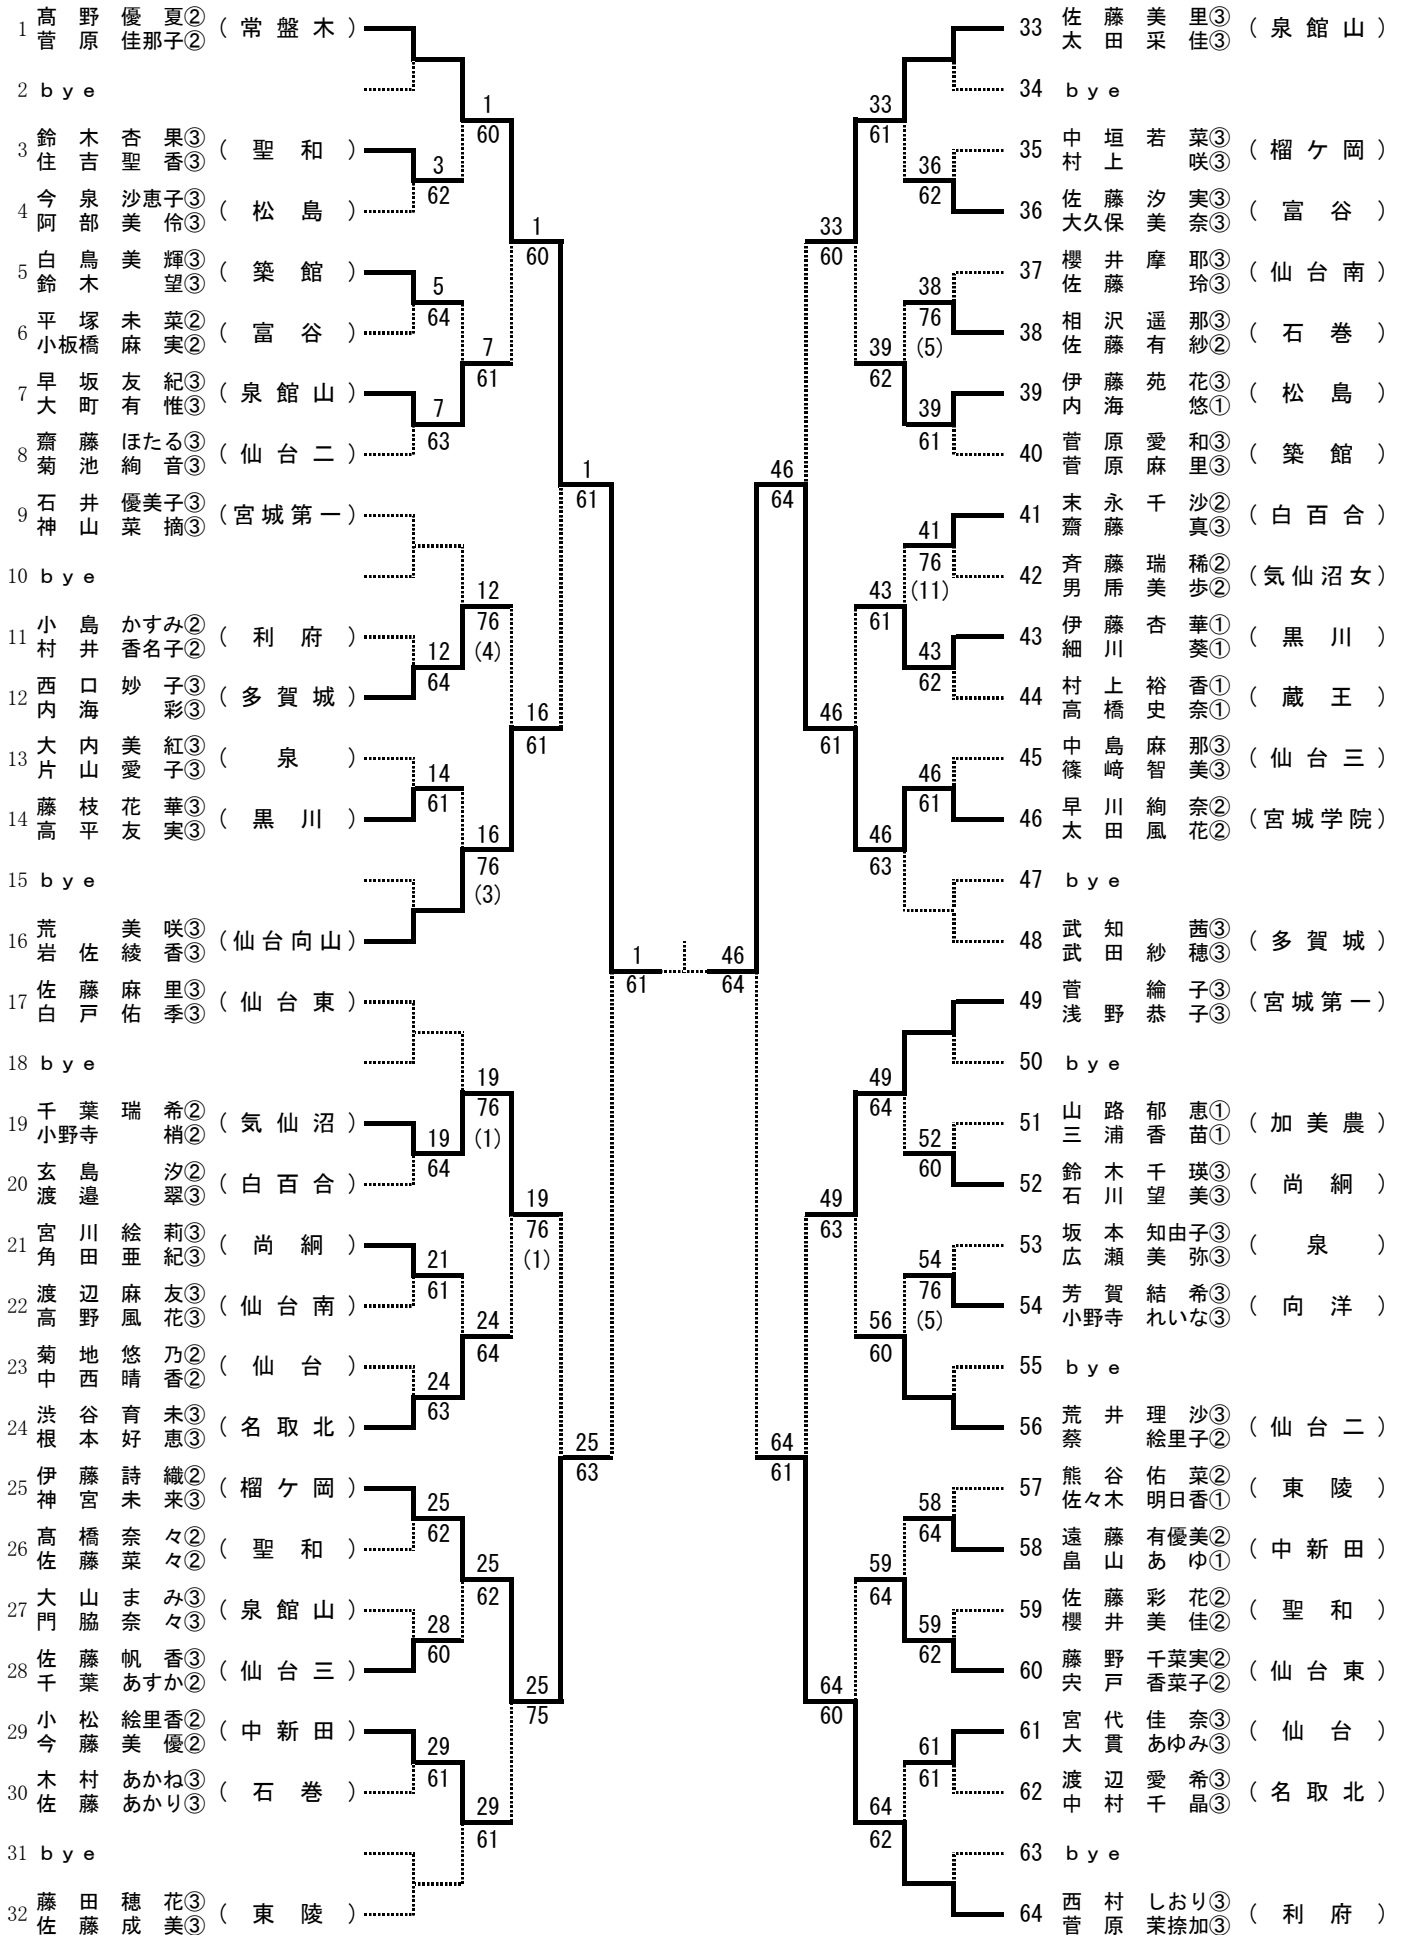 1 髙野 優夏② 菅原 佳那子② (常盤木)
2 bye
3 鈴木 杏果③ 住吉 聖香③ (聖和)
4 今泉 沙恵子③ 阿部 美伶③ (松島)
5 白鳥 美輝③ 鈴木 望③ (築館)
6 平塚 未菜② 小板橋 麻実② (富谷)
7 早坂 友紀③ 大町 有惟③ (泉館山)
8 齋藤 ほたる③ 菊池 絢音③ (仙台二)
9 石井 優美子③ 神山 菜摘③ (宮城第一)
10 bye
11 小島 かすみ② 村井 香名子② (利府)
12 西口 妙子③ 内海 彩③ (多賀城)
13 大内 美紅③ 片山 愛子③ (泉)
14 藤枝 花華③ 高平 友実③ (黒川)
15 bye
16 荒 美咲③ 岩佐 綾香③ (仙台向山)
17 佐藤 麻里③ 白戸 佑季③ (仙台東)
18 bye
19 千葉 瑞希② 小野寺 梢② (気仙沼)
20 玄島 汐② 渡邉 翠③ (白百合)
21 宮川 絵莉③ 角田 亜紀③ (尚絅)
22 渡辺 麻友③ 高野 風花③ (仙台南)
23 菊地 悠乃② 中西 晴香② (仙台)
24 渋谷 育未③ 根本 好恵③ (名取北)
25 伊藤 詩織② 神宮 未来③ (榴ケ岡)
26 髙橋 奈々② 佐藤 菜々② (聖和)
27 大山 まみ③ 門脇 奈々③ (泉館山)
28 佐藤 帆香③ 千葉 あすか② (仙台三)
29 小松 絵里香② 今藤 美優② (中新田)
30 木村 あかね③ 佐藤 あかり③ (石巻)
31 bye
32 藤田 穂花③ 佐藤 成美③ (東陵)
3 62
5 64
7 63
12 64
14 61
19 64
21 61
24 63
25 62
28 60
29 61
1 60
7 61
12 76 (4)
16 76 (3)
19 76 (1)
24 64
25 62
29 61
1 60
16 61
19 76 (1)
25 75
1 61
25 63
1 61
46 64
46 64
64 61
33 60
46 61
49 63
64 60
33 61
39 62
43 61
46 63
49 64
56 60
59 64
64 62
36 62
38 76 (5)
39 61
41 76 (11)
43 62
46 61
52 60
54 76 (5)
58 64
59 62
61 61
33 佐藤 美里③ 太田 采佳③ (泉館山)
34 bye
35 中垣 若菜③ 村上 咲③ (榴ケ岡)
36 佐藤 汐実③ 大久保 美奈③ (富谷)
37 櫻井 摩耶③ 佐藤 玲③ (仙台南)
38 相沢 遥那③ 佐藤 有紗② (石巻)
39 伊藤 苑花③ 内海 悠① (松島)
40 菅原 愛和③ 菅原 麻里③ (築館)
41 末永 千沙② 齋藤 真③ (白百合)
42 斉藤 瑞稀② 男 美歩② (気仙沼女)
43 伊藤 杏華① 細川 葵① (黒川)
44 村上 裕香① 高橋 史奈① (蔵王)
45 中島 麻那③ 篠﨑 智美③ (仙台三)
46 早川 絢奈② 太田 風花② (宮城学院)
47 bye
48 武知 茜③ 武田 紗穂③ (多賀城)
49 菅 綸子③ 浅野 恭子③ (宮城第一)
50 bye
51 山路 郁恵① 三浦 香苗① (加美農)
52 鈴木 千瑛③ 石川 望美③ (尚絅)
53 坂本 知由子③ 広瀬 美弥③ (泉)
54 芳賀 結希③ 小野寺 れいな③ (向洋)
55 bye
56 荒井 理沙③ 蔡 絵里子② (仙台二)
57 熊谷 佑菜② 佐々木 明日香① (東陵)
58 遠藤 有優美② 畠山 あゆ① (中新田)
59 佐藤 彩花② 櫻井 美佳② (聖和)
60 藤野 千菜実② 宍戸 香菜子② (仙台東)
61 宮代 佳奈③ 大貫 あゆみ③ (仙台)
62 渡辺 愛希③ 中村 千晶③ (名取北)
63 bye
64 西村 しおり③ 菅原 茉捺加③ (利府)